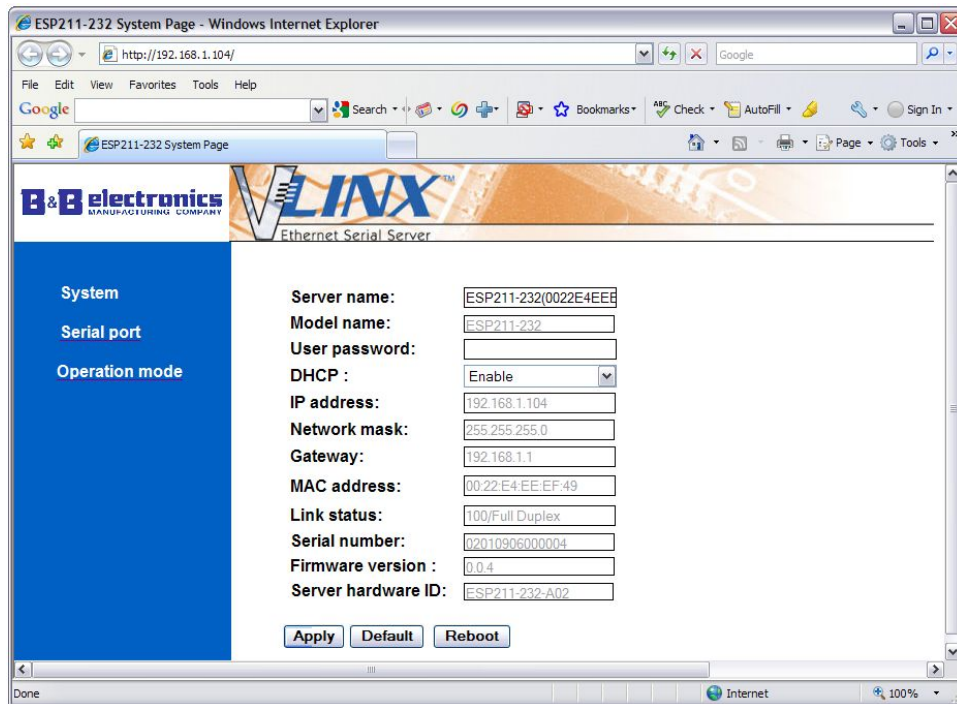 ESP211-232 System Page - Windows Internet Explorer
http://192.168.1.104/
Google
File Edit View Favorites Tools Help
Google Search Bookmarks Check AutoFill Sign In
ESP211-232 System Page Page Tools
B&B electronics VLINX™
MANUFACTURING COMPANY
Ethernet Serial Server
System
Serial port
Operation mode
Server name: ESP211-232(0022E4EEE
Model name: ESP211-232
User password:
DHCP : Enable
IP address: 192.168.1.104
Network mask: 255.255.255.0
Gateway: 192.168.1.1
MAC address: 00:22:E4:EE:EF:49
Link status: 100/Full Duplex
Serial number: 02010906000004
Firmware version : 0.0.4
Server hardware ID: ESP211-232-A02
Apply Default Reboot
Done Internet 100%